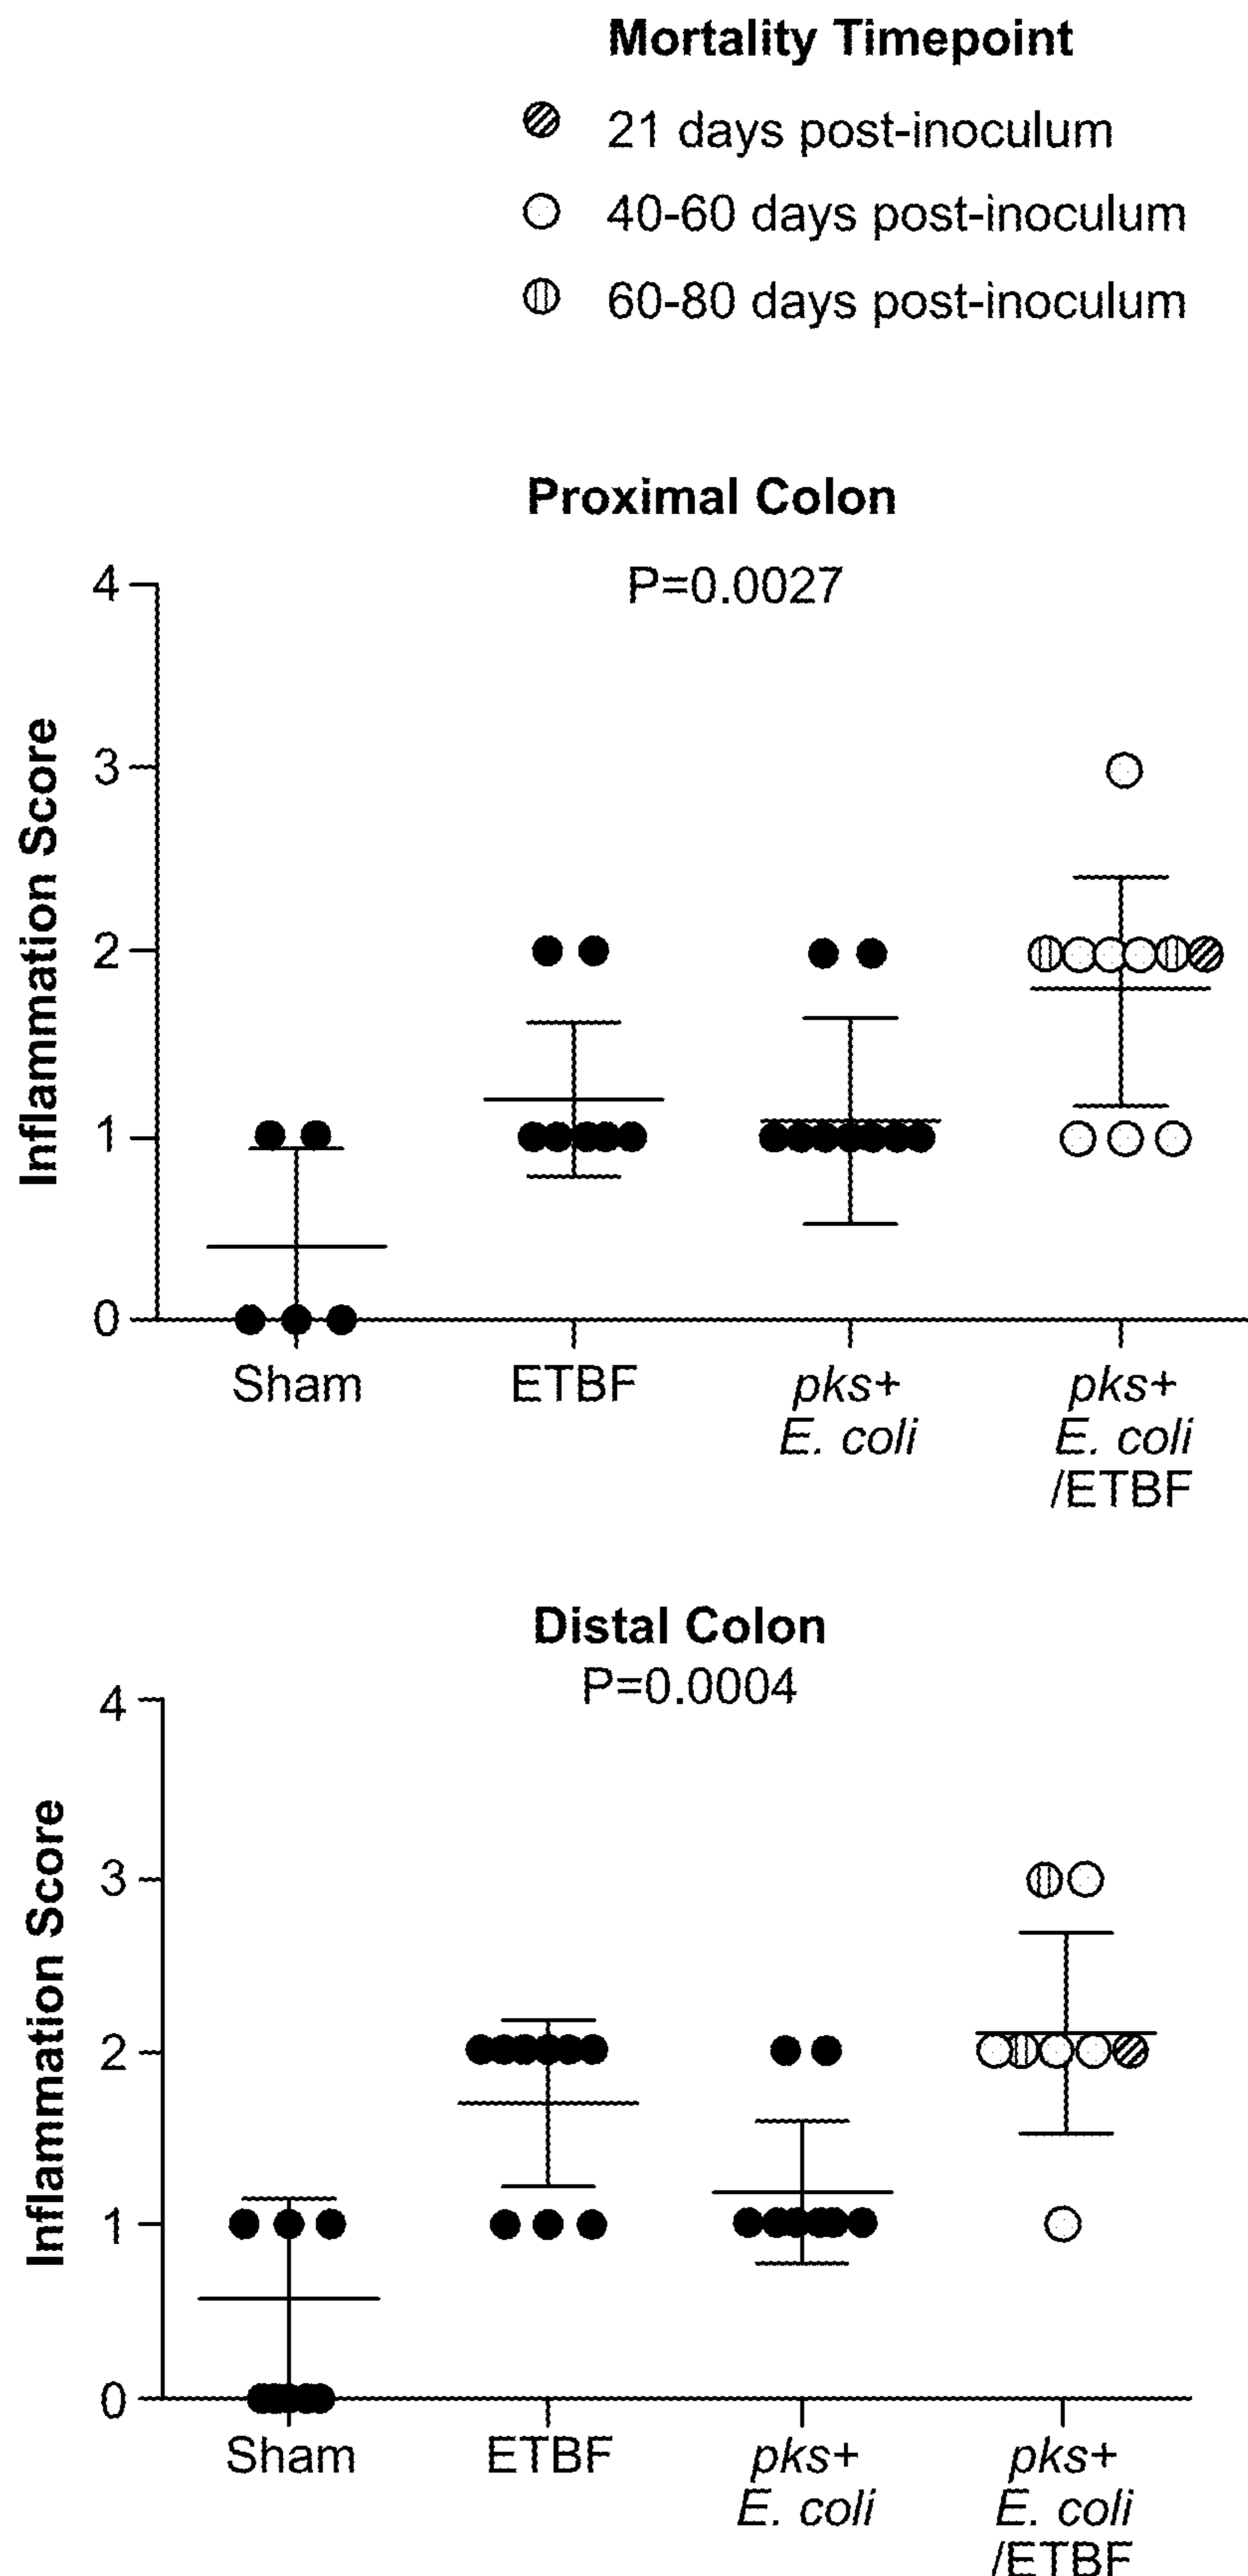 Mortality Timepoint
21 days post-inoculum
40-60 days post-inoculum
60-80 days post-inoculum
Proximal Colon
P=0.0027
Inflammation Score
4
3
2
1
0
Sham
ETBF
pks+
E. coli
pks+
E. coli
/ETBF
Distal Colon
P=0.0004
Inflammation Score
4
3
2
1
0
Sham
ETBF
pks+
E. coli
pks+
E. coli
/ETBF